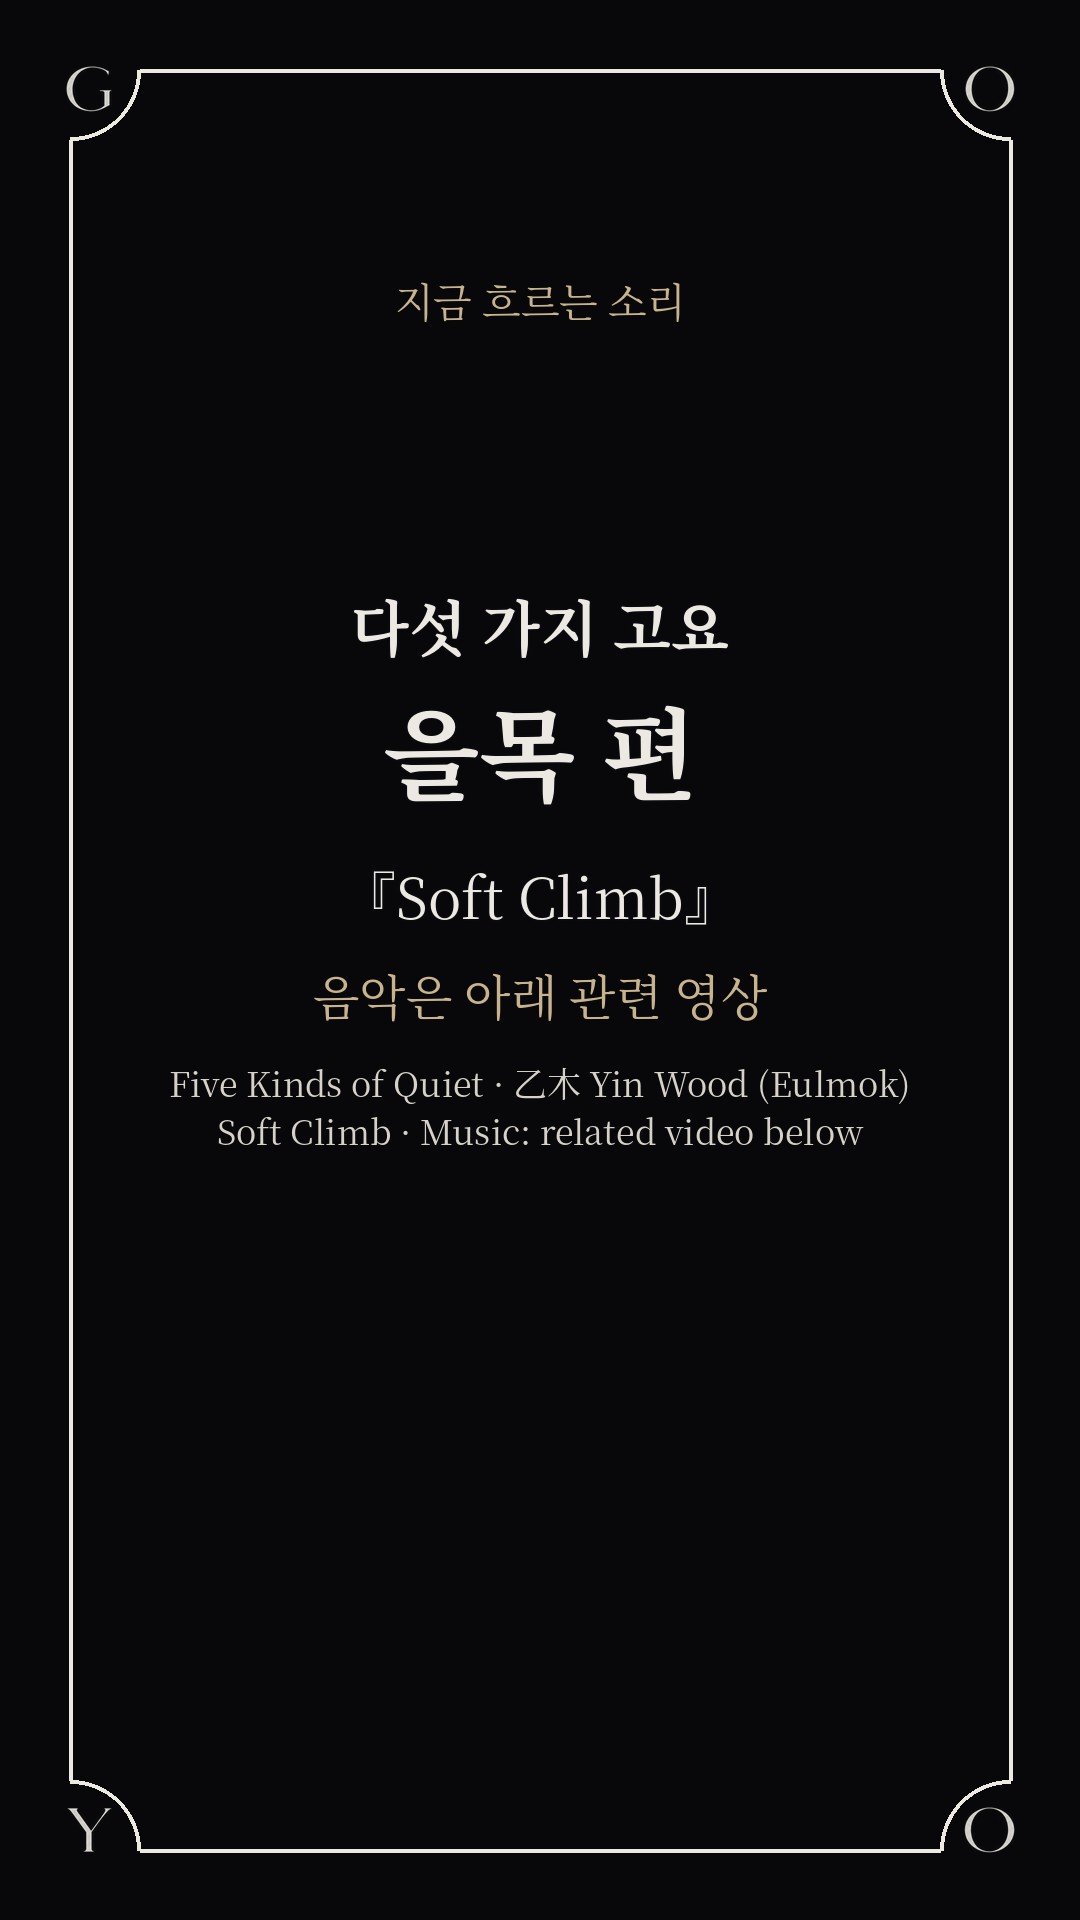 G O
지금 흐르는 소리
다섯 가지 고요
을목 편
『Soft Climb』
음악은 아래 관련 영상
Five Kinds of Quiet · 乙木 Yin Wood (Eulmok)
Soft Climb · Music: related video below
Y O